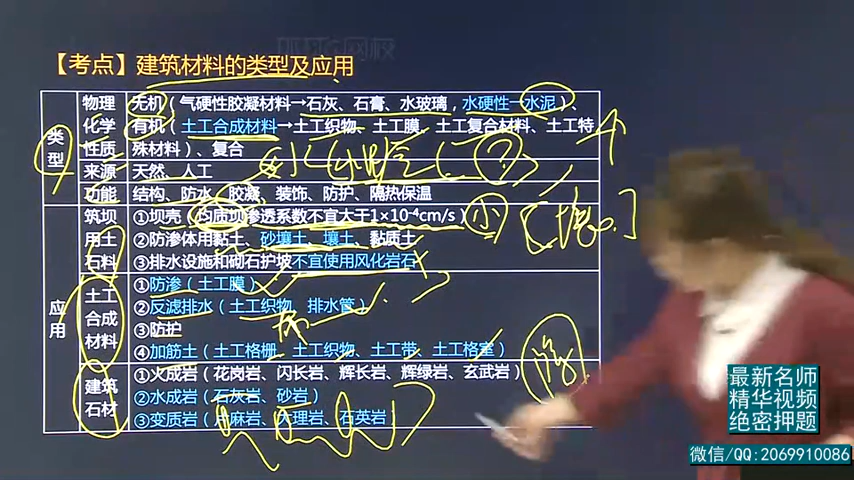 【考点】建筑材料的类型及应用
类型
物理化学性质
无机（气硬性胶凝材料→石灰、石膏、水玻璃，水硬性—水泥）、
有机（土工合成材料→土工织物、土工膜、土工复合材料、土工特
殊材料）、复合
来源 天然、人工
功能 结构、防水、胶凝、装饰、防护、隔热保温
应用
筑坝用土石料
①坝壳（均质坝渗透系数不宜大于1×10-4cm/s）
②防渗体用黏土、砂壤土、壤土、黏质土
③排水设施和砌石护坡不宜使用风化岩石
土工合成材料
①防渗（土工膜）
②反滤排水（土工织物、排水管）
③防护
④加筋土（土工格栅、土工织物、土工带、土工格室）
建筑石材
①火成岩（花岗岩、闪长岩、辉长岩、辉绿岩、玄武岩）
②水成岩（石灰岩、砂岩）
③变质岩（片麻岩、大理岩、石英岩）
小
最新名师
精华视频
绝密押题
微信/QQ:2069910086